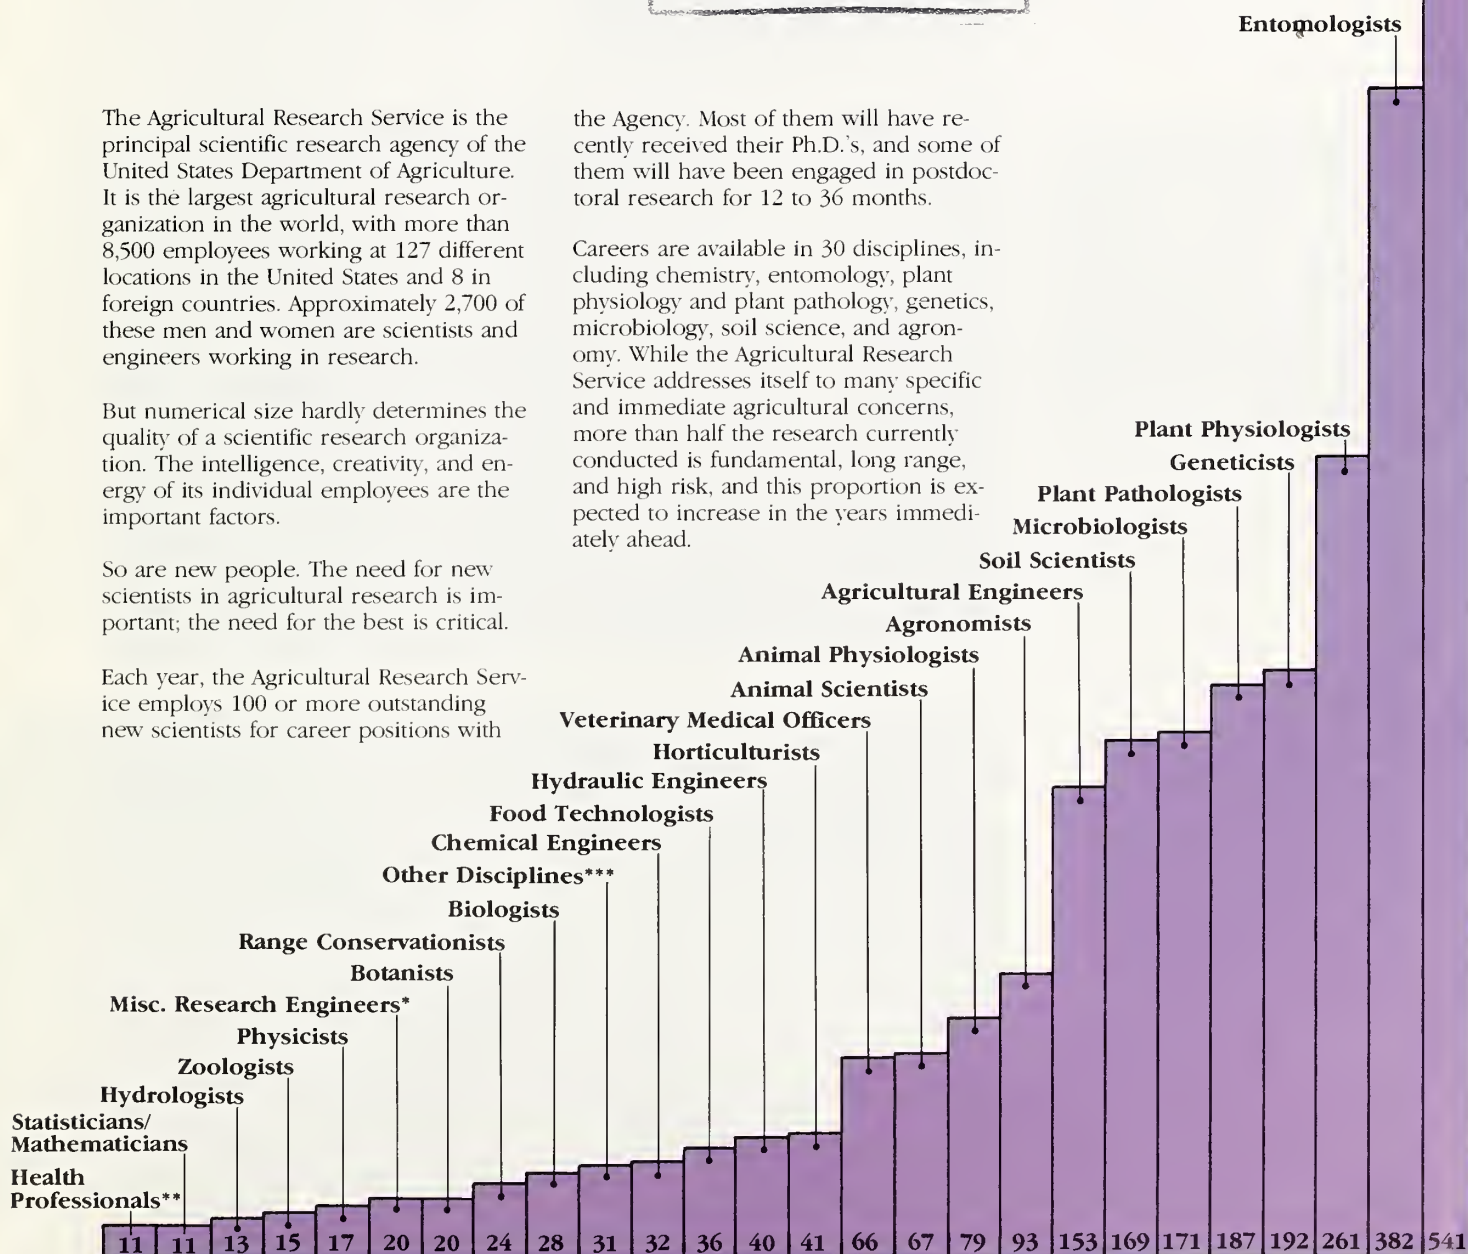 Entomologists
The Agricultural Research Service is the
principal scientific research agency of the
United States Department of Agriculture.
It is the largest agricultural research or-
ganization in the world, with more than
8,500 employees working at 127 different
locations in the United States and 8 in
foreign countries. Approximately 2,700 of
these men and women are scientists and
engineers working in research.
But numerical size hardly determines the
quality of a scientific research organiza-
tion. The intelligence, creativity, and en-
ergy of its individual employees are the
important factors.
So are new people. The need for new
scientists in agricultural research is im-
portant; the need for the best is critical.
Each year, the Agricultural Research Serv-
ice employs 100 or more outstanding
new scientists for career positions with
the Agency. Most of them will have re-
cently received their Ph.D.'s, and some of
them will have been engaged in postdoc-
toral research for 12 to 36 months.
Careers are available in 30 disciplines, in-
cluding chemistry, entomology, plant
physiology and plant pathology, genetics,
microbiology, soil science, and agron-
omy. While the Agricultural Research
Service addresses itself to many specific
and immediate agricultural concerns,
more than half the research currently
conducted is fundamental, long range,
and high risk, and this proportion is ex-
pected to increase in the years immedi-
ately ahead.
Plant Physiologists
Geneticists
Plant Pathologists
Microbiologists
Soil Scientists
Agricultural Engineers
Agronomists
Animal Physiologists
Animal Scientists
Veterinary Medical Officers
Horticulturists
Hydraulic Engineers
Food Technologists
Chemical Engineers
Other Disciplines***
Biologists
Range Conservationists
Botanists
Misc. Research Engineers*
Physicists
Zoologists
Hydrologists
Statisticians/
Mathematicians
Health
Professionals**
11 11 13 15 17 20 20 24 28 31 32 36 40 41 66 67 79 93 153 169 171 187 192 261 382 541